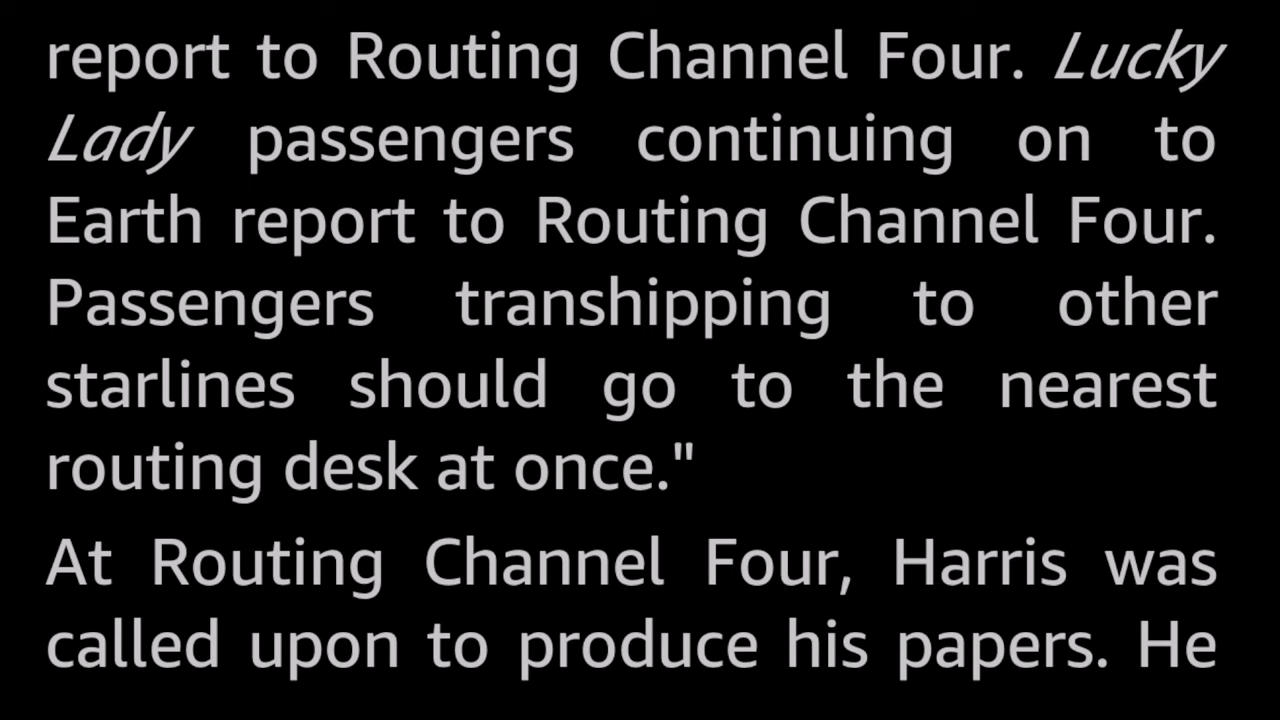 report to Routing Channel Four. Lucky
Lady passengers continuing on to
Earth report to Routing Channel Four.
Passengers transhipping to other
starlines should go to the nearest
routing desk at once."
At Routing Channel Four, Harris was
called upon to produce his papers. He